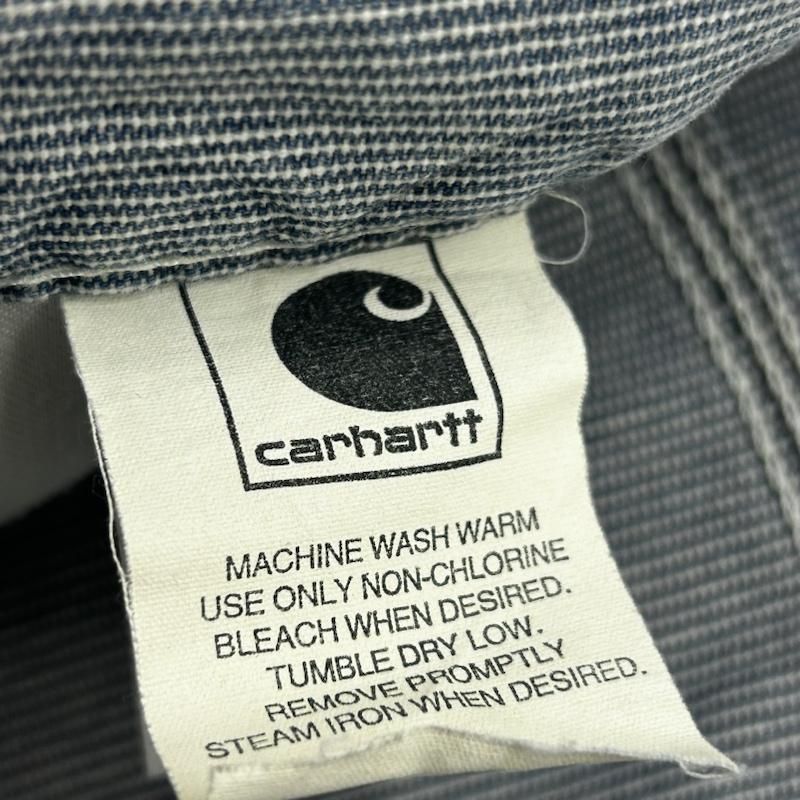 carhartt
MACHINE WASH WARM
USE ONLY NON-CHLORINE
BLEACH WHEN DESIRED.
TUMBLE DRY LOW.
REMOVE PROMPTLY
STEAM IRON WHEN DESIRED.